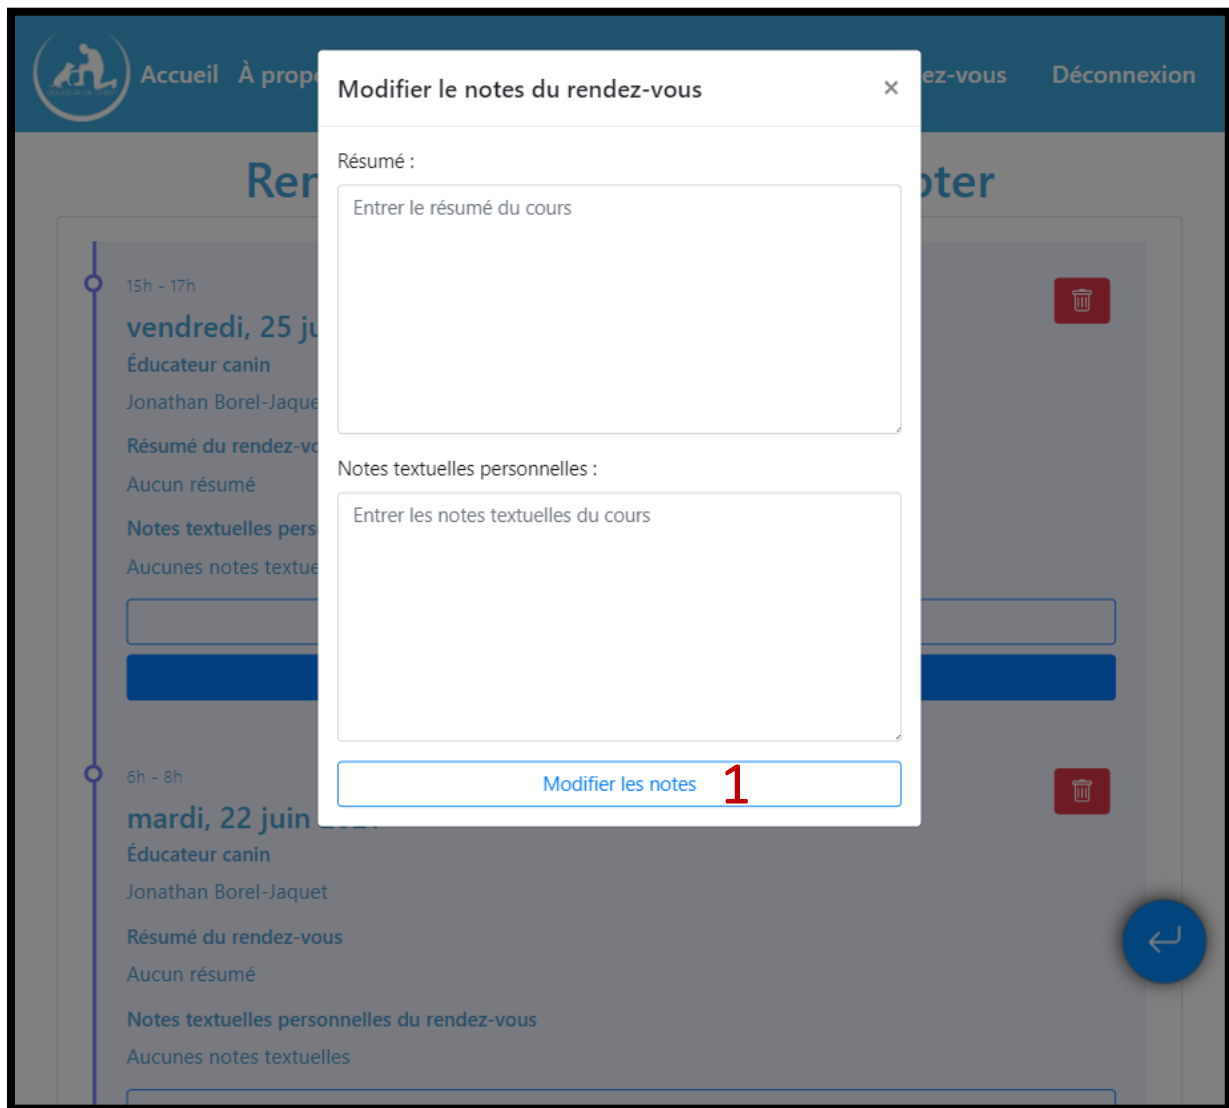 Accueil À prop ez-vous Déconnexion
Modifier le notes du rendez-vous ×
Ren pter
Résumé :
Entrer le résumé du cours
15h - 17h
vendredi, 25 ju
Éducateur canin
Jonathan Borel-Jaque
Résumé du rendez-vo
Aucun résumé
Notes textuelles personnelles :
Entrer les notes textuelles du cours
Notes textuelles pers
Aucunes notes textue
Modifier les notes 1
6h - 8h
mardi, 22 juin
Éducateur canin
Jonathan Borel-Jaquet
Résumé du rendez-vous
Aucun résumé
Notes textuelles personnelles du rendez-vous
Aucunes notes textuelles